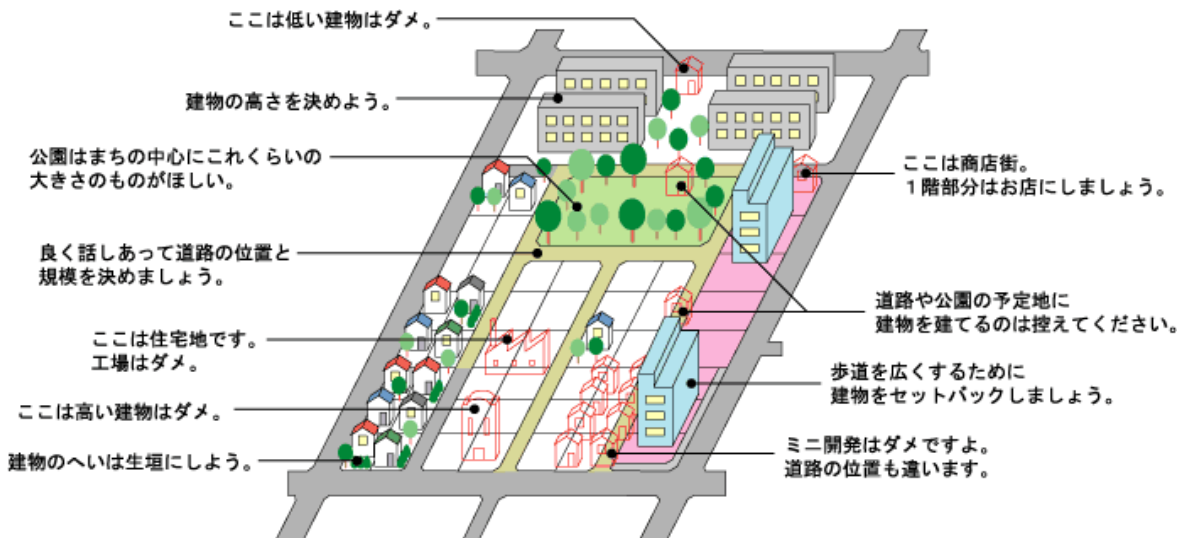 ここは低い建物はダメ。
建物の高さを決めよう。
公園はまちの中心にこれくらいの
大きさのものがほしい。
良く話しあって道路の位置と
規模を決めましょう。
ここは住宅地です。
工場はダメ。
ここは高い建物はダメ。
建物のへいは生垣にしよう。
ここは商店街。
１階部分はお店にしましょう。
道路や公園の予定地に
建物を建てるのは控えてください。
歩道を広くするために
建物をセットバックしましょう。
ミニ開発はダメですよ。
道路の位置も違います。